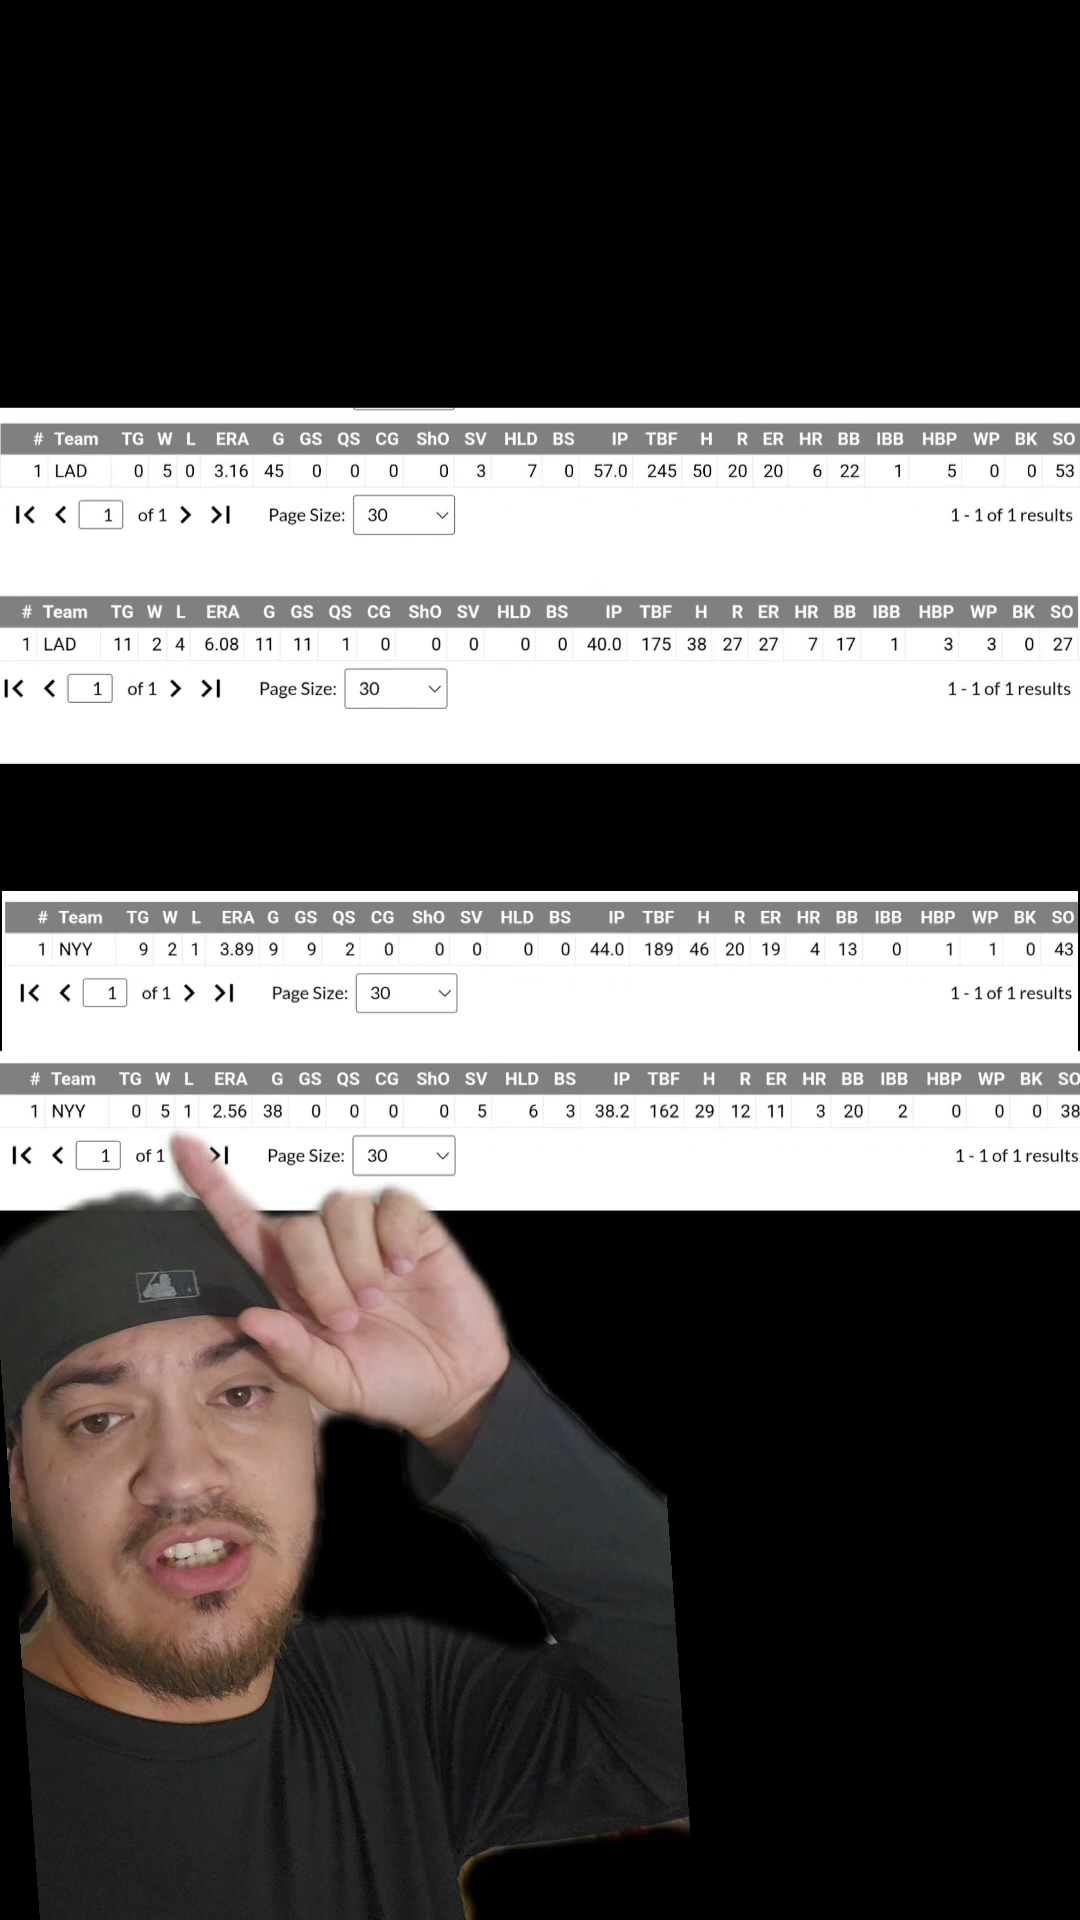 # Team TG W L ERA G GS QS CG ShO SV HLD BS IP TBF H R ER HR BB IBB HBP WP BK SO
1 LAD 0 5 0 3.16 45 0 0 0 0 3 7 0 57.0 245 50 20 20 6 22 1 5 0 0 53
1 of 1 Page Size: 30 1 - 1 of 1 results
# Team TG W L ERA G GS QS CG ShO SV HLD BS IP TBF H R ER HR BB IBB HBP WP BK SO
1 LAD 11 2 4 6.08 11 11 1 0 0 0 0 0 40.0 175 38 27 27 7 17 1 3 3 0 27
1 of 1 Page Size: 30 1 - 1 of 1 results
# Team TG W L ERA G GS QS CG ShO SV HLD BS IP TBF H R ER HR BB IBB HBP WP BK SO
1 NYY 9 2 1 3.89 9 9 2 0 0 0 0 0 44.0 189 46 20 19 4 13 0 1 1 0 43
1 of 1 Page Size: 30 1 - 1 of 1 results
# Team TG W L ERA G GS QS CG ShO SV HLD BS IP TBF H R ER HR BB IBB HBP WP BK SO
1 NYY 0 5 1 2.56 38 0 0 0 0 5 6 3 38.2 162 29 12 11 3 20 2 0 0 0 38
1 of 1 Page Size: 30 1 - 1 of 1 results